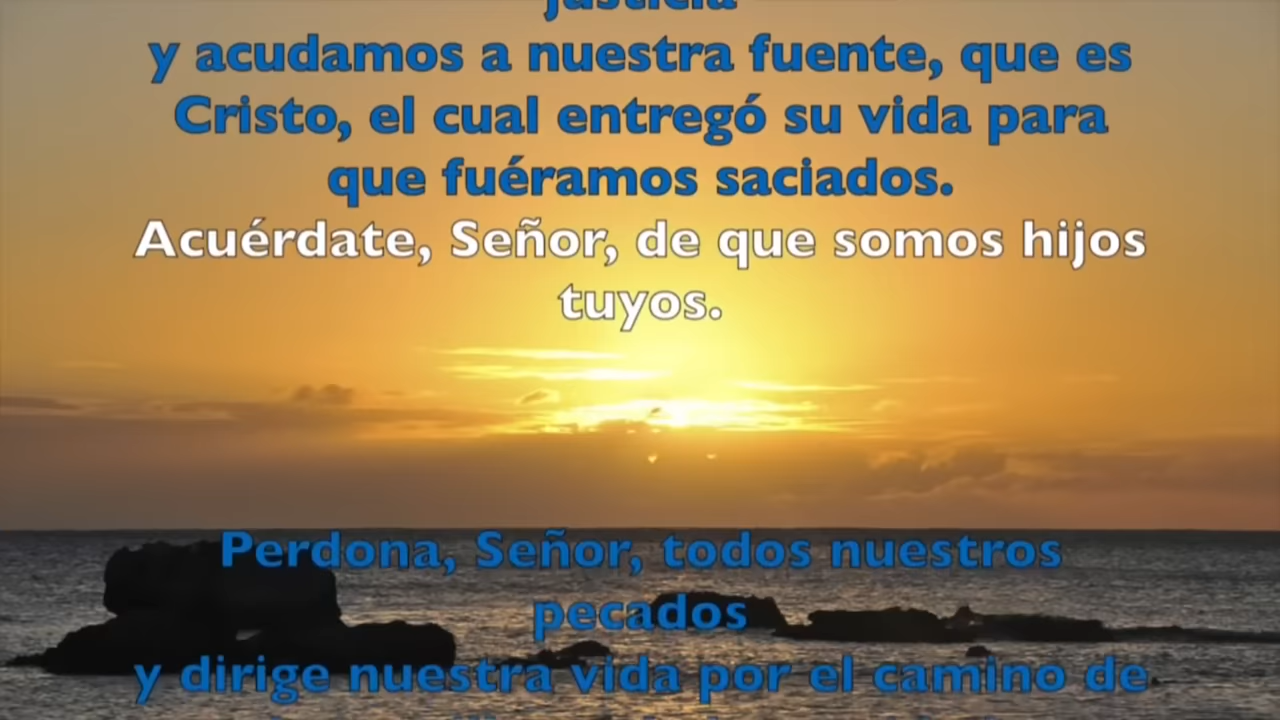 justicia
y acudamos a nuestra fuente, que es
Cristo, el cual entregó su vida para
que fuéramos saciados.
Acuérdate, Señor, de que somos hijos
tuyos.
Perdona, Señor, todos nuestros
pecados
y dirige nuestra vida por el camino de